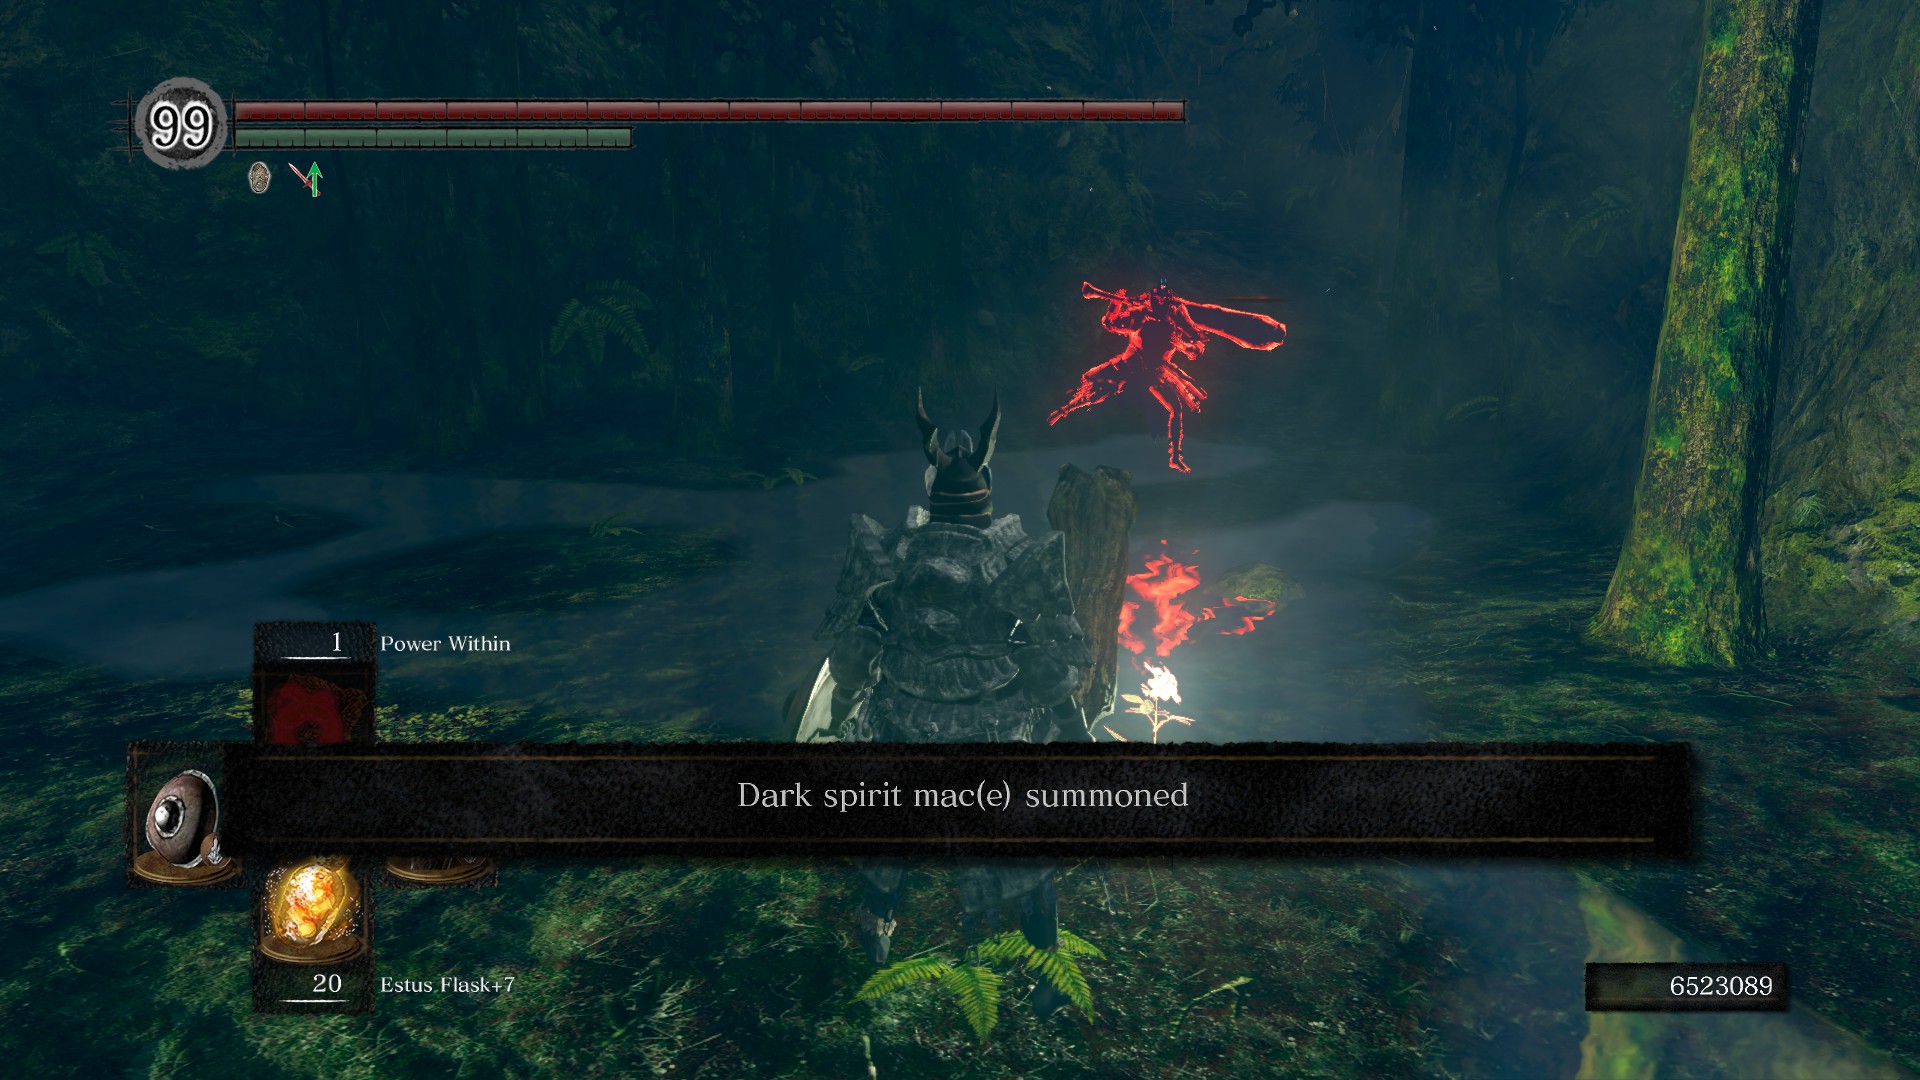 99
1 Power Within
Dark spirit mac(e) summoned
20 Estus Flask+7
6523089